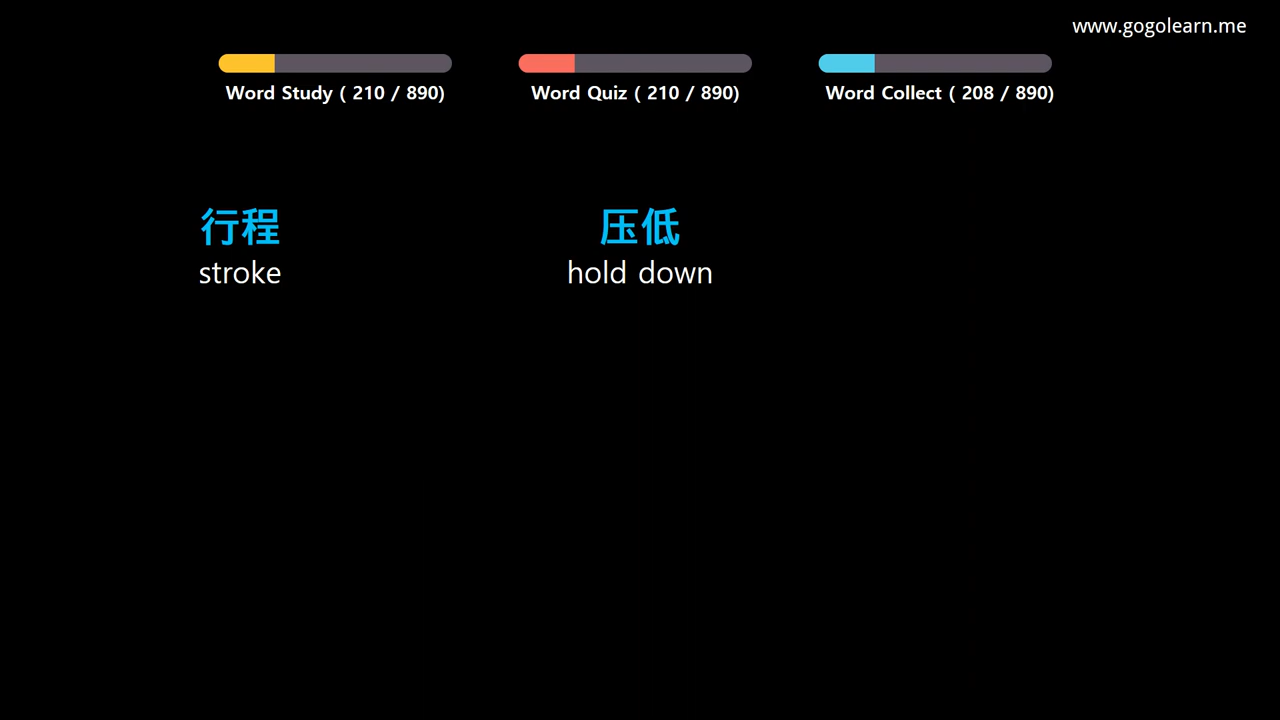 www.gogolearn.me
Word Study ( 210 / 890)
Word Quiz ( 210 / 890)
Word Collect ( 208 / 890)
行程
stroke
压低
hold down